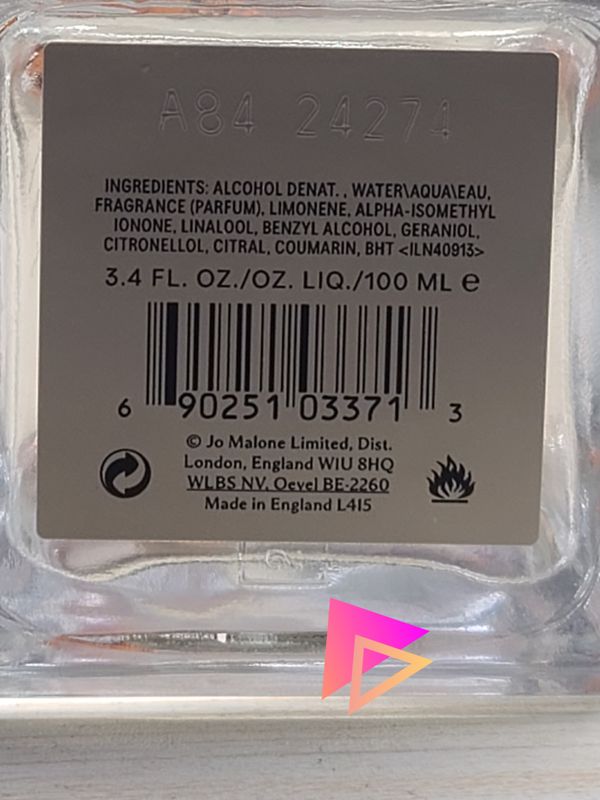 A84 24274
INGREDIENTS: ALCOHOL DENAT. , WATER\AQUA\EAU,
FRAGRANCE (PARFUM), LIMONENE, ALPHA-ISOMETHYL
IONONE, LINALOOL, BENZYL ALCOHOL, GERANIOL,
CITRONELLOL, CITRAL, COUMARIN, BHT <ILN40913>
3.4 FL. OZ./OZ. LIQ./100 ML e
6 90251 03371 3
© Jo Malone Limited, Dist.
London, England W1U 8HQ
WLBS NV, Oevel BE-2260
Made in England L415